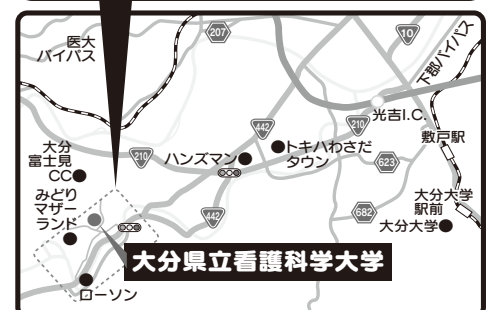 医大
バイパス
207
10
下郡バイパス
光吉I.C.
442
210
敷戸駅
トキハわさだ
タウン
ハンズマン
210
大分
富士見
CC
623
みどり
マザー
ランド
442
682
大分大学
駅前
大分大学
大分県立看護科学大学
ローソン